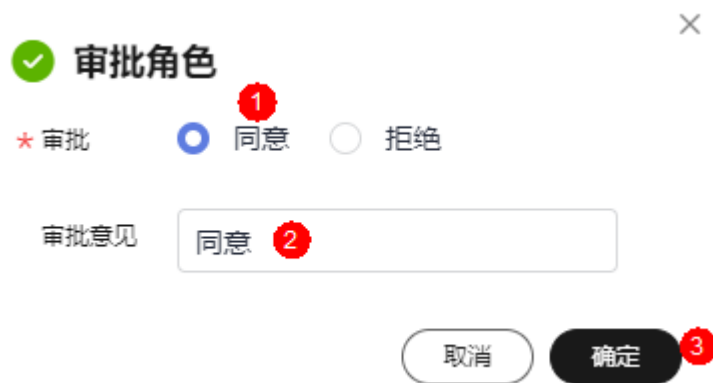 审批角色
1
* 审批 同意 拒绝
审批意见 同意 2
取消 确定 3